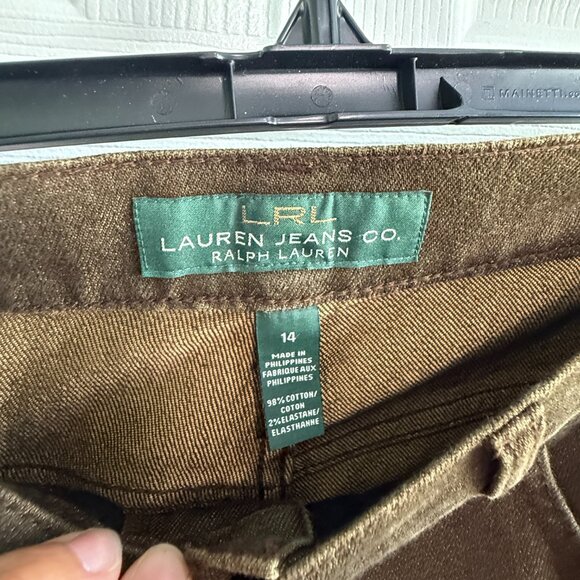 MAINETTI
LRL
LAUREN JEANS CO.
RALPH LAUREN
14
MADE IN
PHILIPPINES
FABRIQUE AUX
PHILIPPINES
98% COTTON/
COTON
2% ELASTANE/
ELASTHANNE